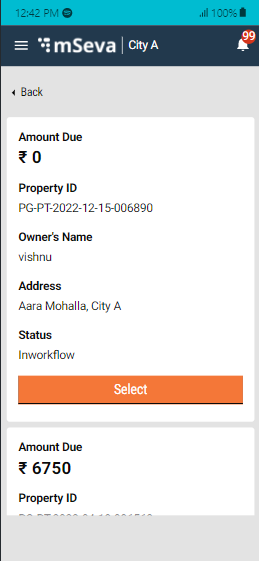 12:42 PM
100%
mSeva
City A
99
Back
Amount Due
₹ 0
Property ID
PG-PT-2022-12-15-006890
Owner's Name
vishnu
Address
Aara Mohalla, City A
Status
Inworkflow
Select
Amount Due
₹ 6750
Property ID